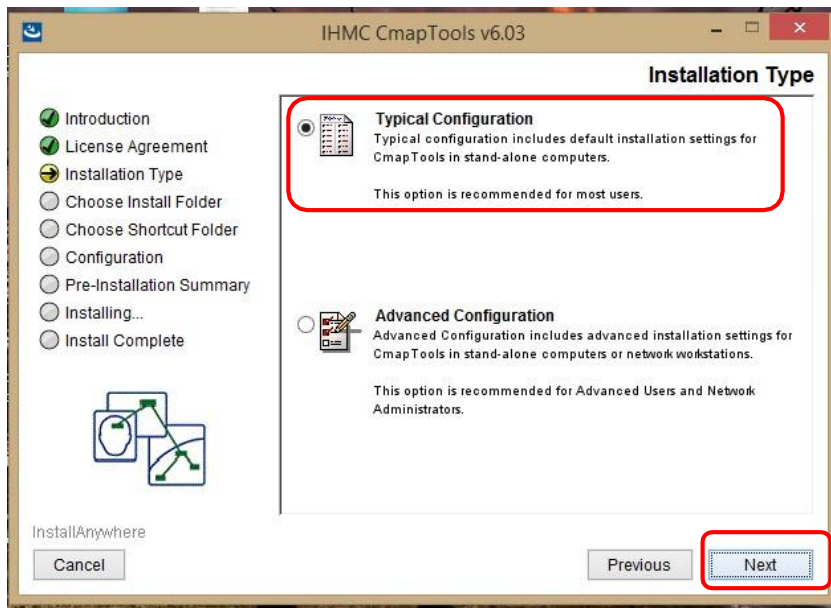 IHMC CmapTools v6.03
Installation Type
Introduction
License Agreement
Installation Type
Choose Install Folder
Choose Shortcut Folder
Configuration
Pre-Installation Summary
Installing...
Install Complete
Typical Configuration
Typical configuration includes default installation settings for
CmapTools in stand-alone computers.
This option is recommended for most users.
Advanced Configuration
Advanced Configuration includes advanced installation settings for
CmapTools in stand-alone computers or network workstations.
This option is recommended for Advanced Users and Network
Administrators.
InstallAnywhere
Cancel
Previous
Next